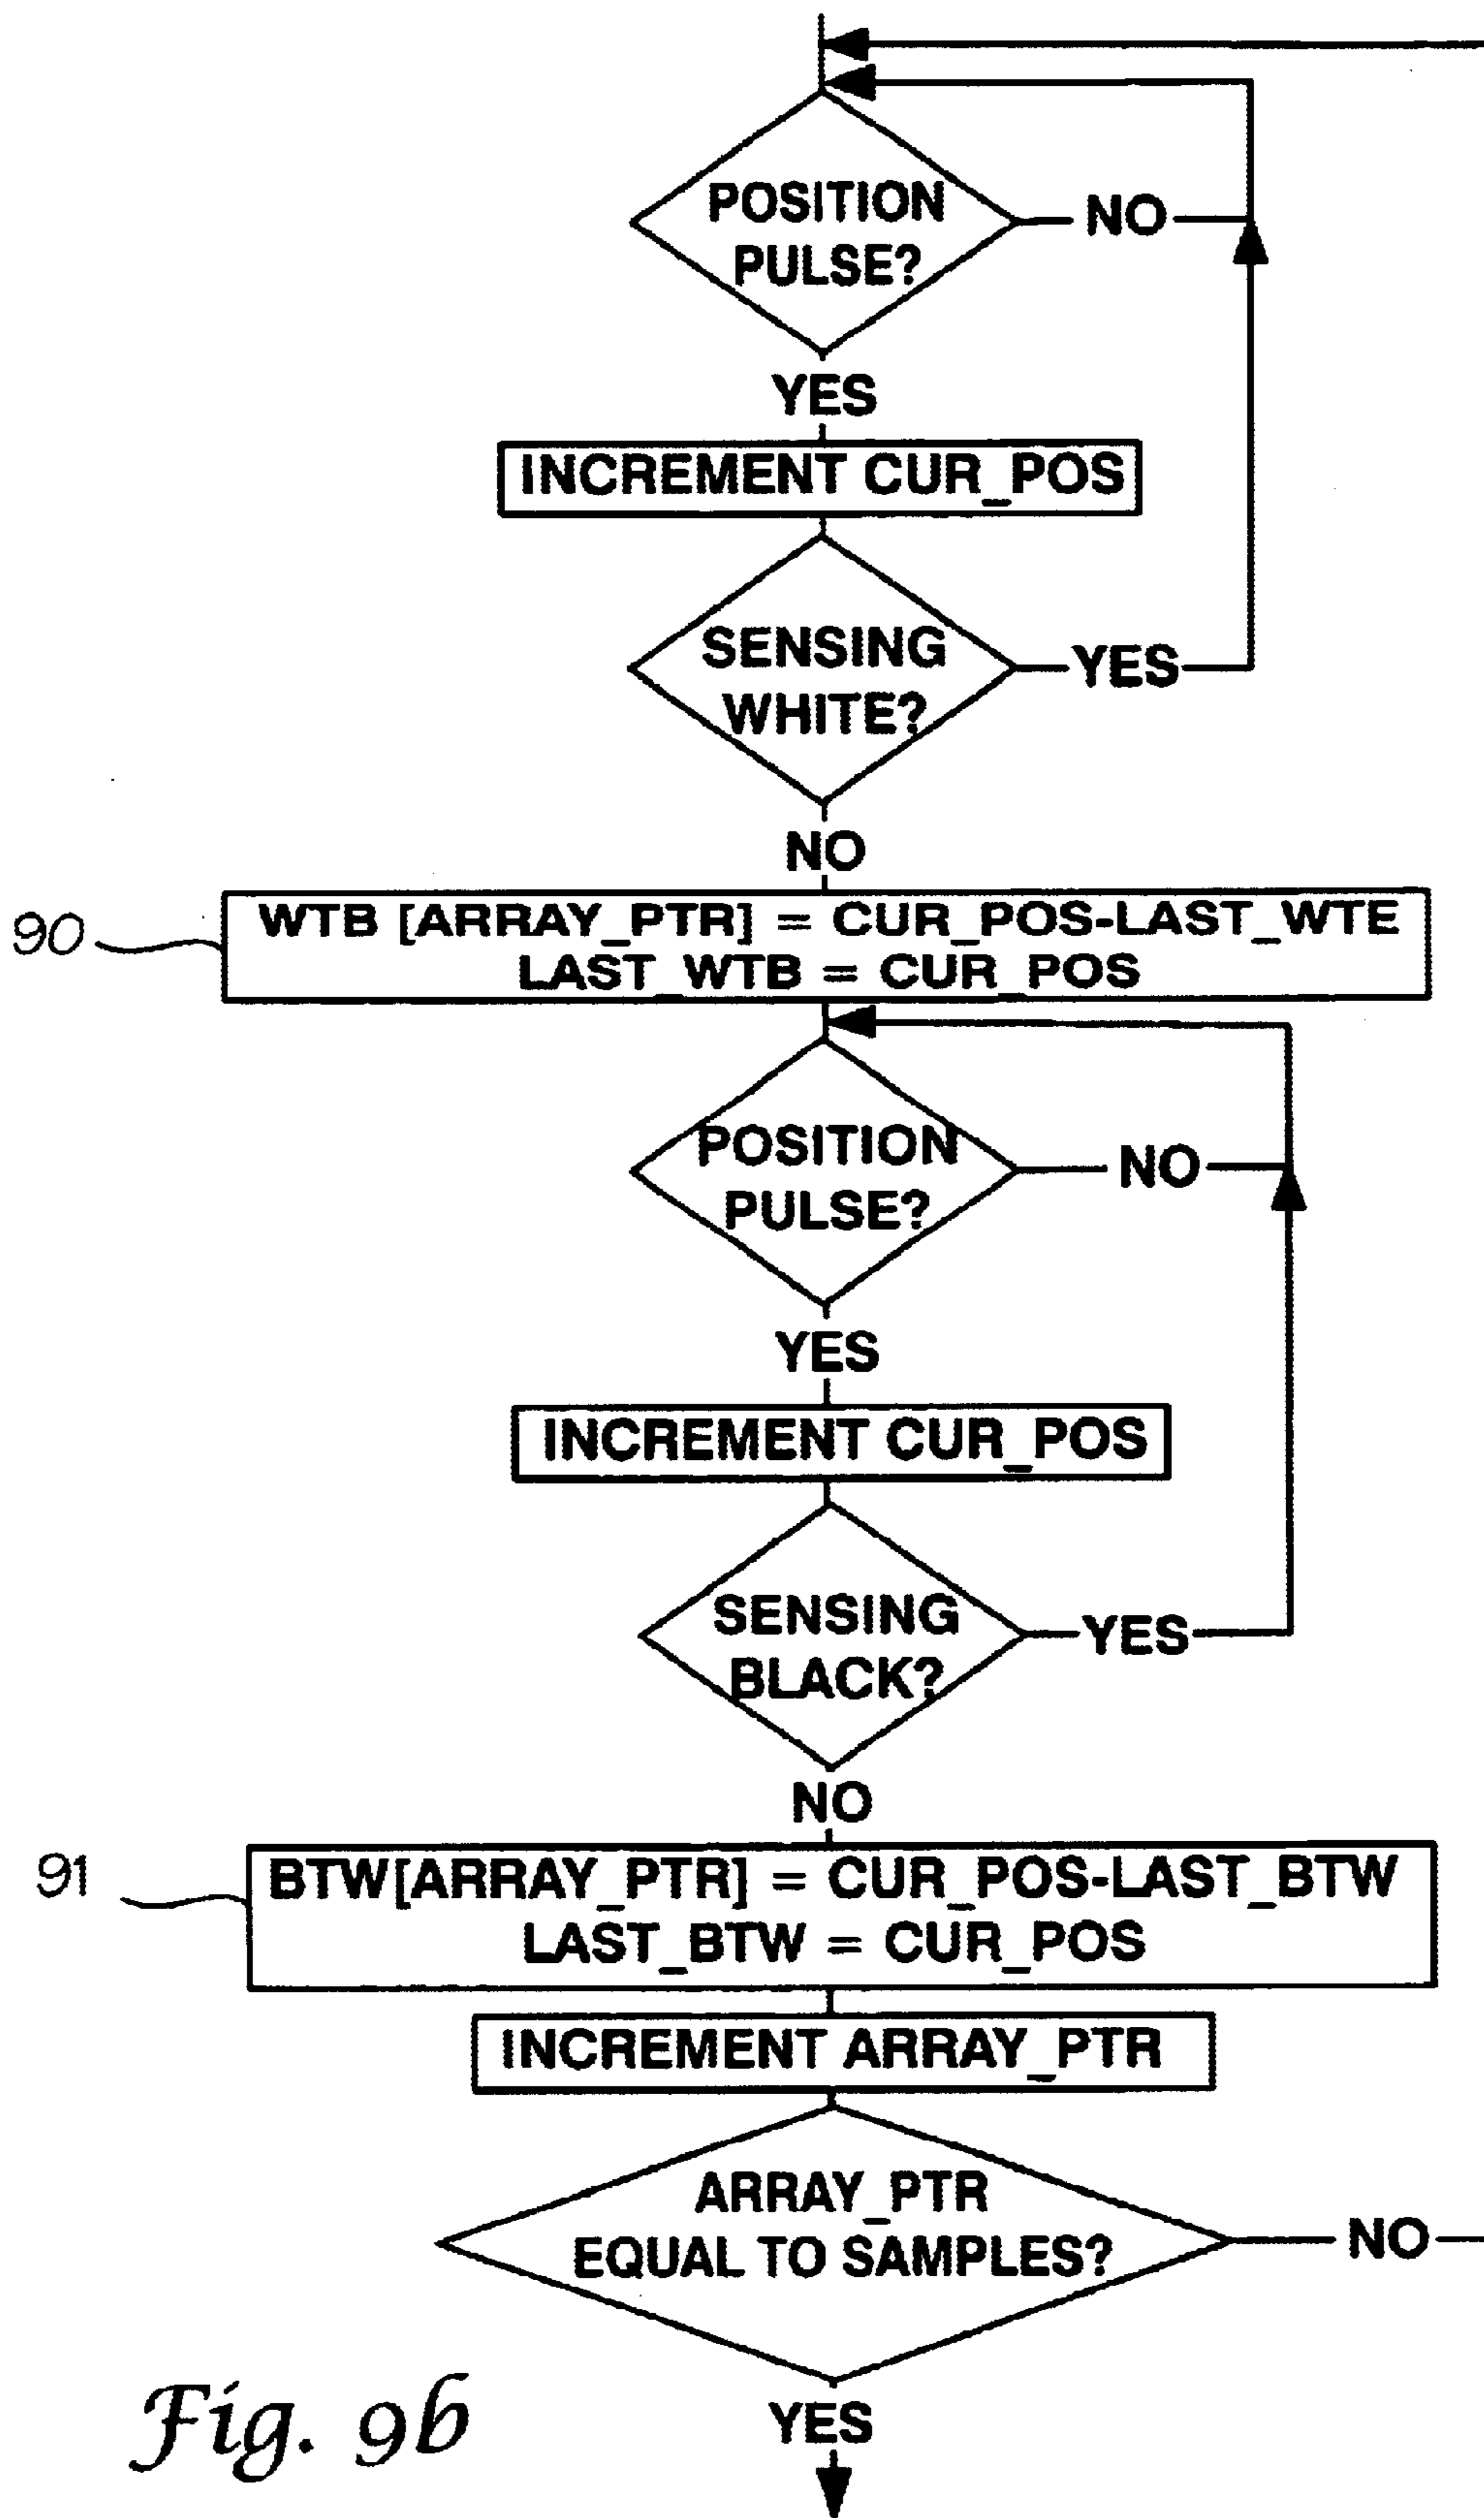 POSITION
PULSE?
NO
YES
INCREMENT CUR_POS
SENSING
WHITE?
YES
NO
90
WTB [ARRAY_PTR] = CUR_POS-LAST_WTE
LAST_WTB = CUR_POS
POSITION
PULSE?
NO
YES
INCREMENT CUR_POS
SENSING
BLACK?
YES
NO
91
BTW[ARRAY_PTR] = CUR_POS-LAST_BTW
LAST_BTW = CUR_POS
INCREMENT ARRAY_PTR
ARRAY_PTR
EQUAL TO SAMPLES?
NO
YES
Fig. 9b